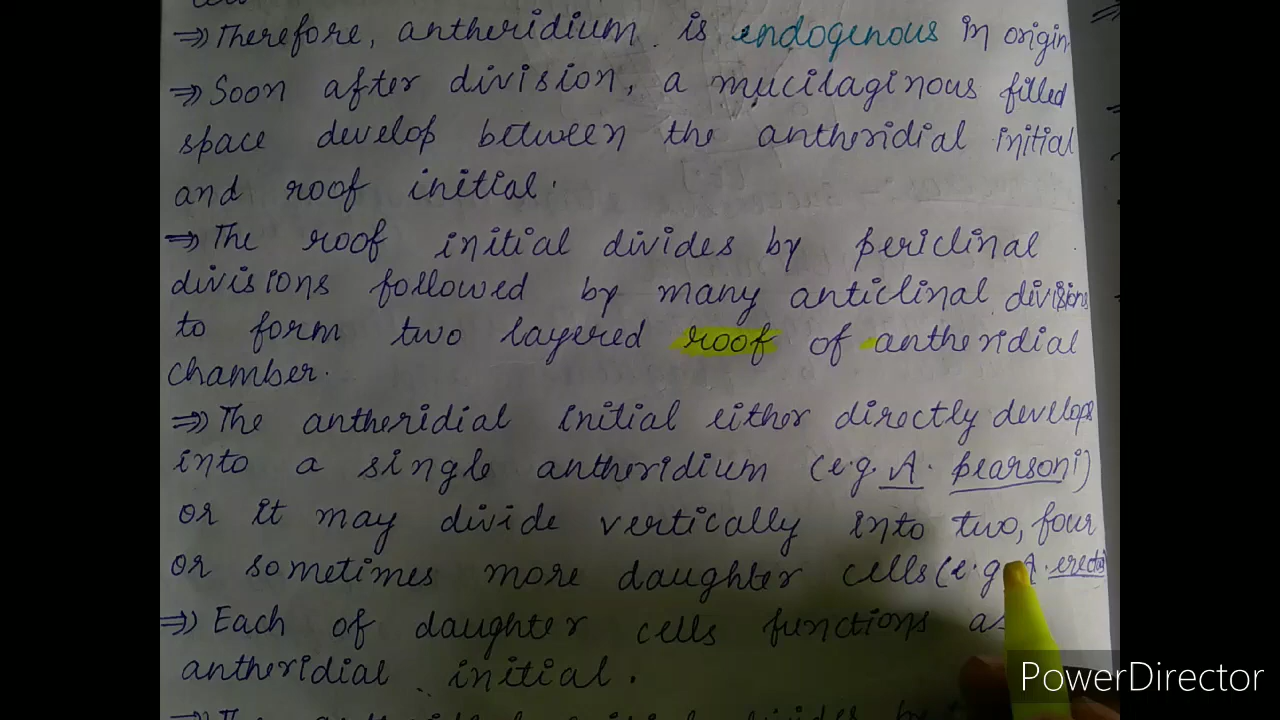 ⇒ Therefore, antheridium is endogenous in origin
⇒ Soon after division, a mucilaginous filled
space develop between the antheridial initial
and roof initial.
⇒ The roof initial divides by periclinal
divisions followed by many anticlinal divisions
to form two layered roof of antheridial
chamber.
⇒ The antheridial initial either directly develops
into a single antheridium (e.g. A. pearsoni)
or it may divide vertically into two, four
or sometimes more daughter cells (e.g. A.
⇒ Each of daughter cells functions as
antheridial initial.
PowerDirector